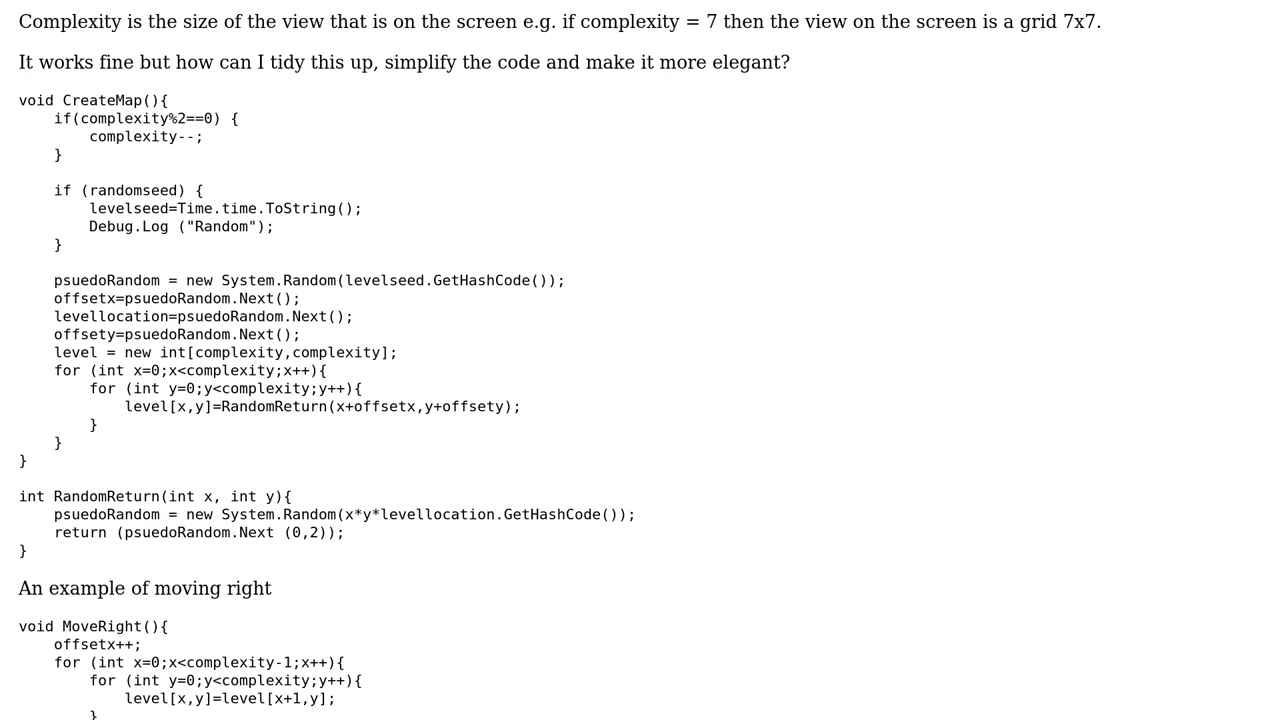 Complexity is the size of the view that is on the screen e.g. if complexity = 7 then the view on the screen is a grid 7x7.
It works fine but how can I tidy this up, simplify the code and make it more elegant?
void CreateMap(){
    if(complexity%2==0) {
        complexity--;
    }

    if (randomseed) {
        levelseed=Time.time.ToString();
        Debug.Log ("Random");
    }

    psuedoRandom = new System.Random(levelseed.GetHashCode());
    offsetx=psuedoRandom.Next();
    levellocation=psuedoRandom.Next();
    offsety=psuedoRandom.Next();
    level = new int[complexity,complexity];
    for (int x=0;x<complexity;x++){
        for (int y=0;y<complexity;y++){
            level[x,y]=RandomReturn(x+offsetx,y+offsety);
        }
    }
}

int RandomReturn(int x, int y){
    psuedoRandom = new System.Random(x*y*levellocation.GetHashCode());
    return (psuedoRandom.Next (0,2));
}
An example of moving right
void MoveRight(){
    offsetx++;
    for (int x=0;x<complexity-1;x++){
        for (int y=0;y<complexity;y++){
            level[x,y]=level[x+1,y];
        }